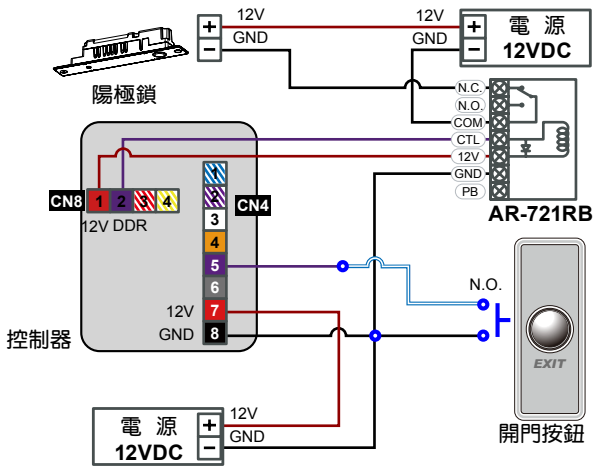 12V
GND
+
−
陽極鎖
12V
GND
+
−
電 源
12VDC
N.C.
N.O.
COM
CTL
12V
GND
PB
AR-721RB
CN8
1 2 3 4
12V DDR
CN4
1
2
3
4
5
6
12V 7
GND 8
控制器
N.O.
EXIT
開門按鈕
電 源
12VDC
+
−
12V
GND